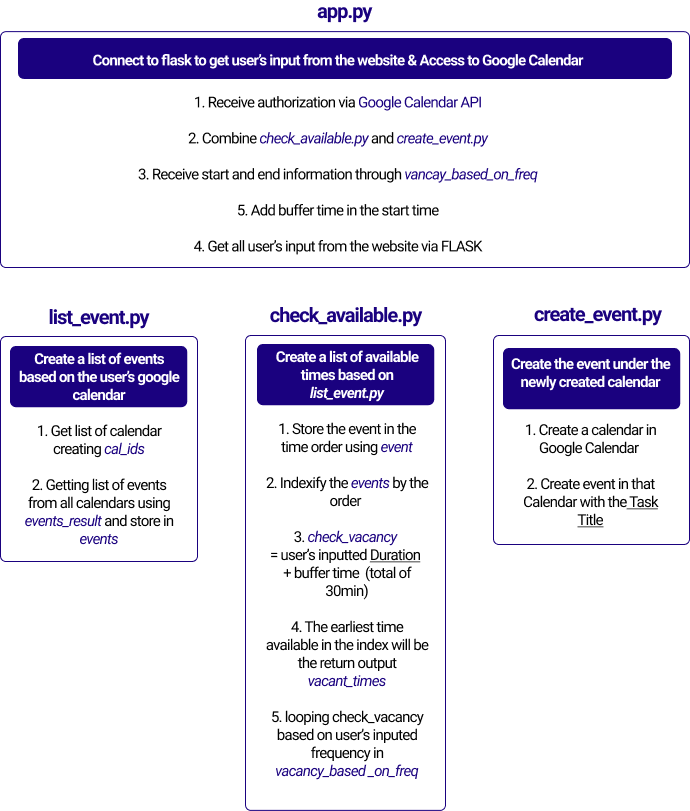 app.py
Connect to flask to get user's input from the website & Access to Google Calendar
1. Receive authorization via Google Calendar API
2. Combine check_available.py and create_event.py
3. Receive start and end information through vancay_based_on_freq
5. Add buffer time in the start time
4. Get all user's input from the website via FLASK
list_event.py
Create a list of events
based on the user's google
calendar
1. Get list of calendar
creating cal_ids
2. Getting list of events
from all calendars using
events_result and store in
events
check_available.py
Create a list of available
times based on
list_event.py
1. Store the event in the
time order using event
2. Indexify the events by the
order
3. check_vacancy
= user's inputted Duration
+ buffer time (total of
30min)
4. The earliest time
available in the index will be
the return output
vacant_times
5. looping check_vacancy
based on user's inputed
frequency in
vacancy_based _on_freq
create_event.py
Create the event under the
newly created calendar
1. Create a calendar in
Google Calendar
2. Create event in that
Calendar with the Task
Title